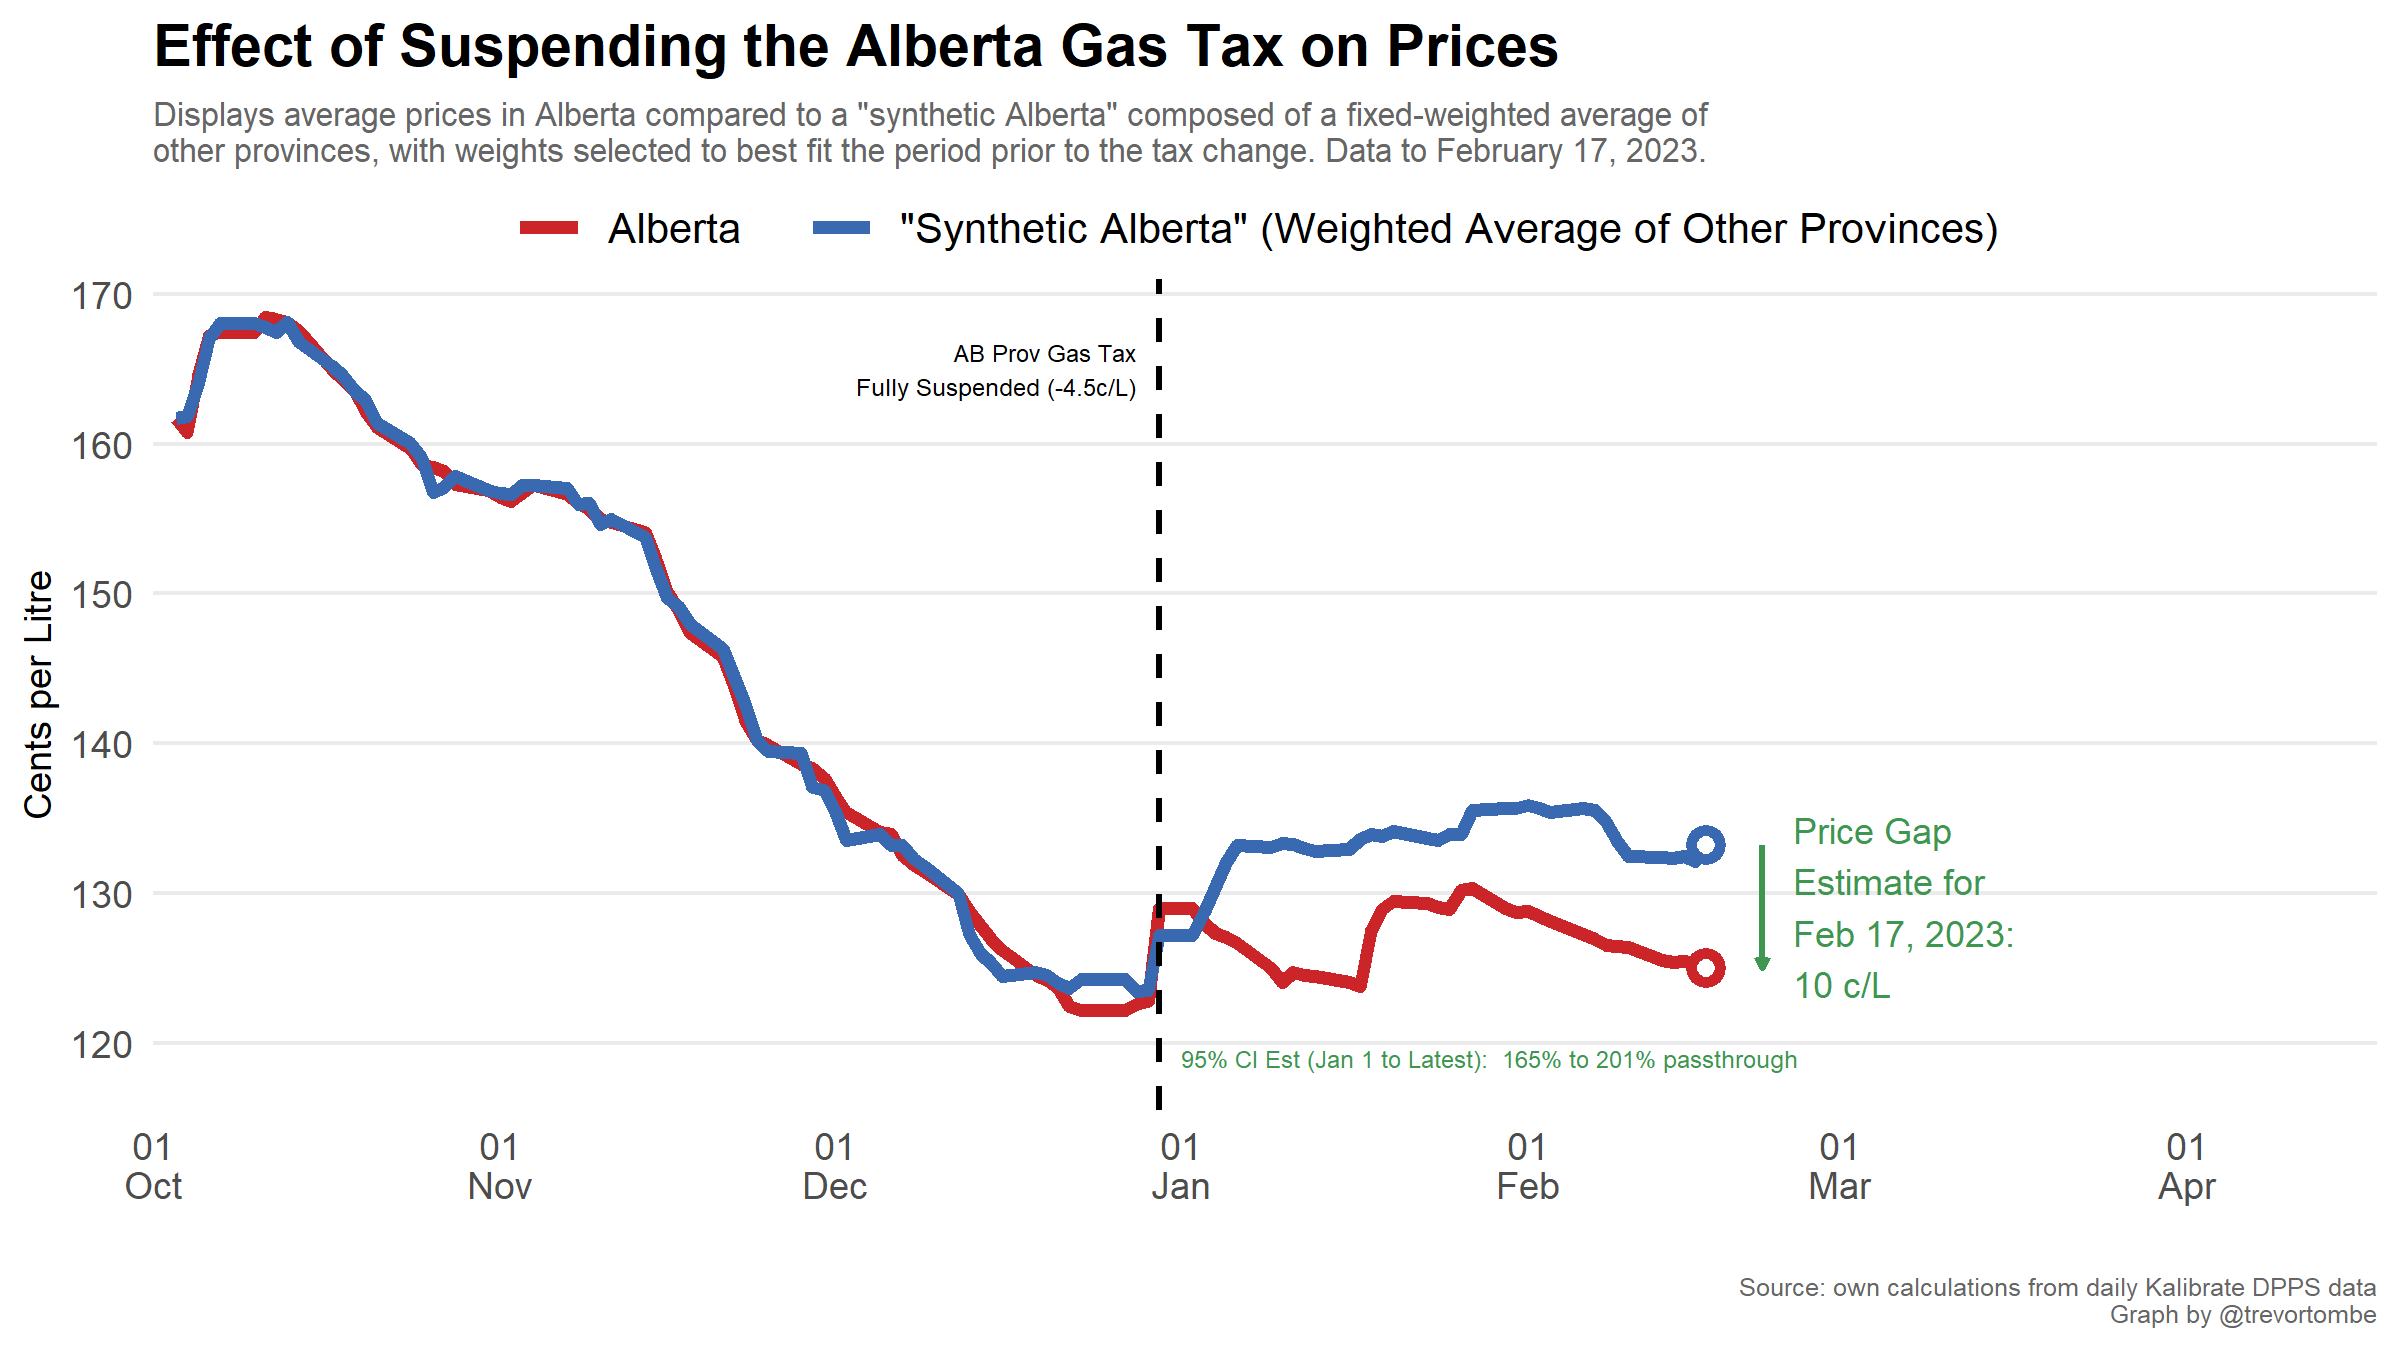 Effect of Suspending the Alberta Gas Tax on Prices
Displays average prices in Alberta compared to a "synthetic Alberta" composed of a fixed-weighted average of
other provinces, with weights selected to best fit the period prior to the tax change. Data to February 17, 2023.
Alberta
"Synthetic Alberta" (Weighted Average of Other Provinces)
Cents per Litre
170
160
150
140
130
120
AB Prov Gas Tax
Fully Suspended (-4.5c/L)
Price Gap
Estimate for
Feb 17, 2023:
10 c/L
95% CI Est (Jan 1 to Latest):  165% to 201% passthrough
01
Oct
01
Nov
01
Dec
01
Jan
01
Feb
01
Mar
01
Apr
Source: own calculations from daily Kalibrate DPPS data
Graph by @trevortombe